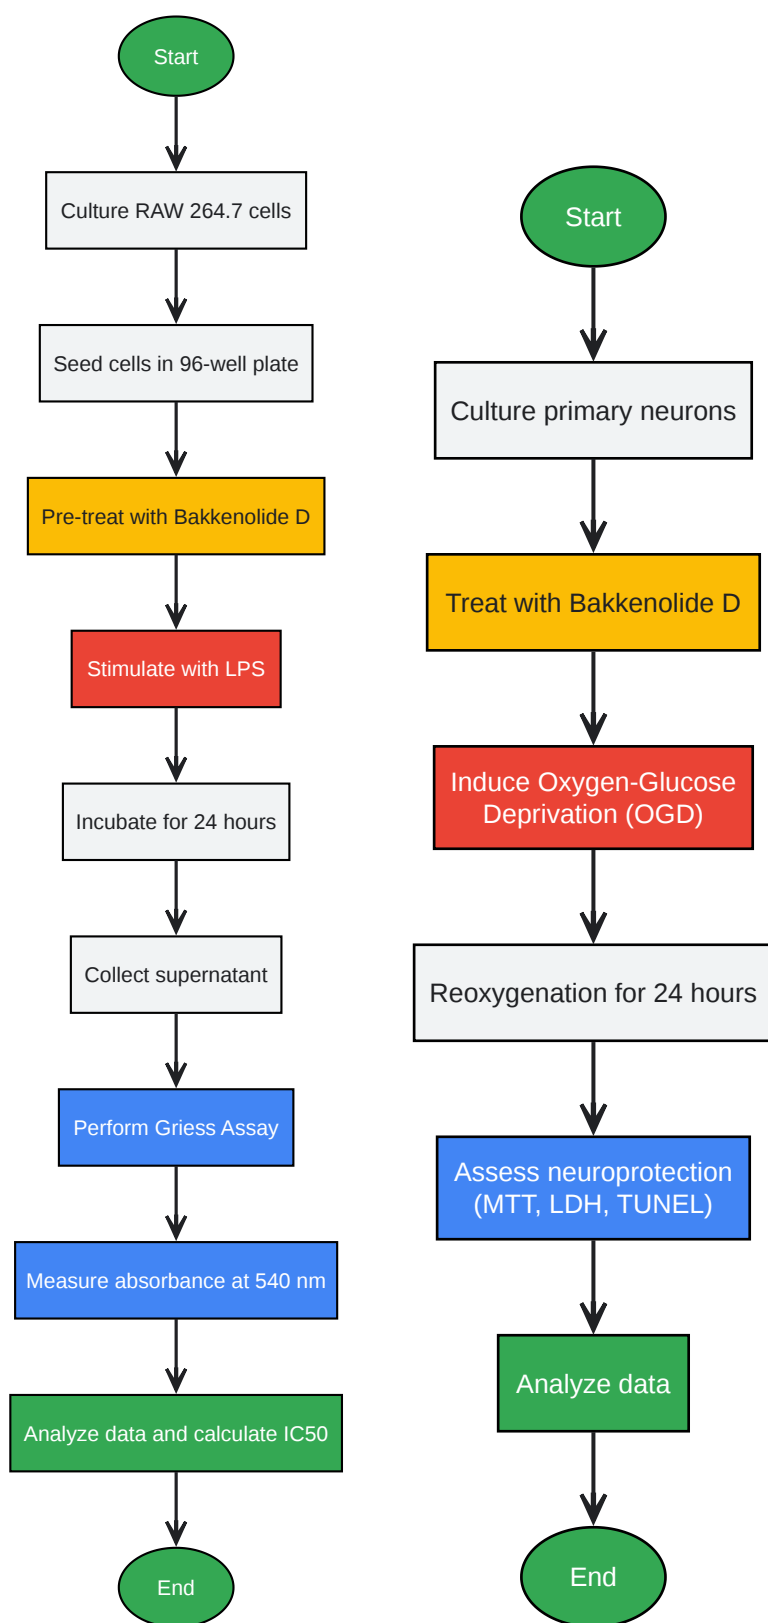 Start
Culture RAW 264.7 cells
Seed cells in 96-well plate
Pre-treat with Bakkenolide D
Stimulate with LPS
Incubate for 24 hours
Collect supernatant
Perform Griess Assay
Measure absorbance at 540 nm
Analyze data and calculate IC50
End
Start
Culture primary neurons
Treat with Bakkenolide D
Induce Oxygen-Glucose
Deprivation (OGD)
Reoxygenation for 24 hours
Assess neuroprotection
(MTT, LDH, TUNEL)
Analyze data
End